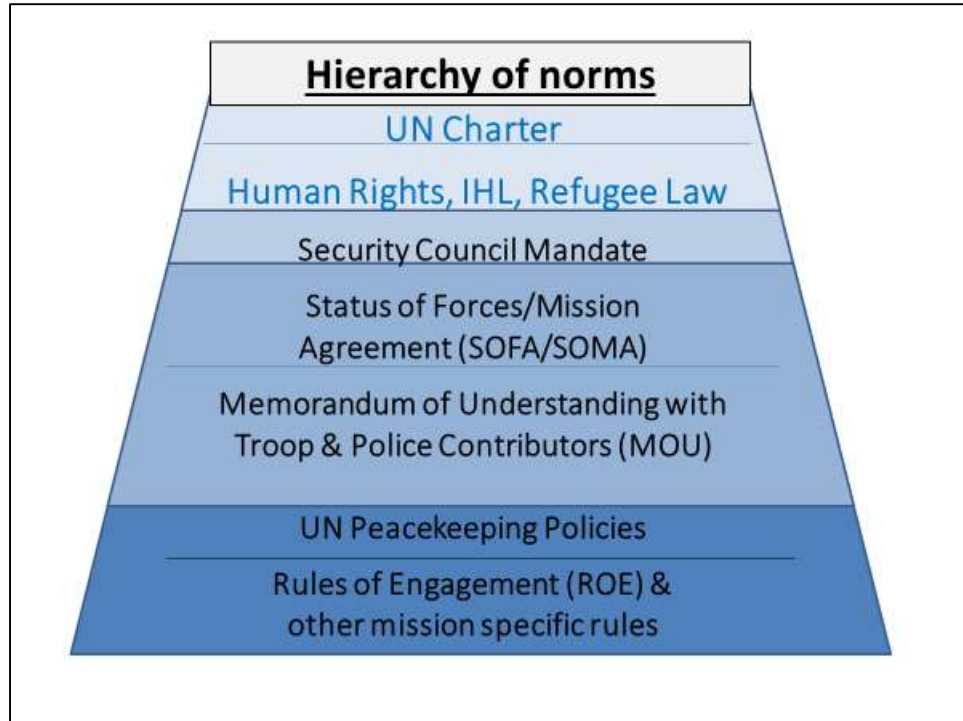 Hierarchy of norms
UN Charter
Human Rights, IHL, Refugee Law
Security Council Mandate
Status of Forces/Mission
Agreement (SOFA/SOMA)
Memorandum of Understanding with
Troop & Police Contributors (MOU)
UN Peacekeeping Policies
Rules of Engagement (ROE) &
other mission specific rules